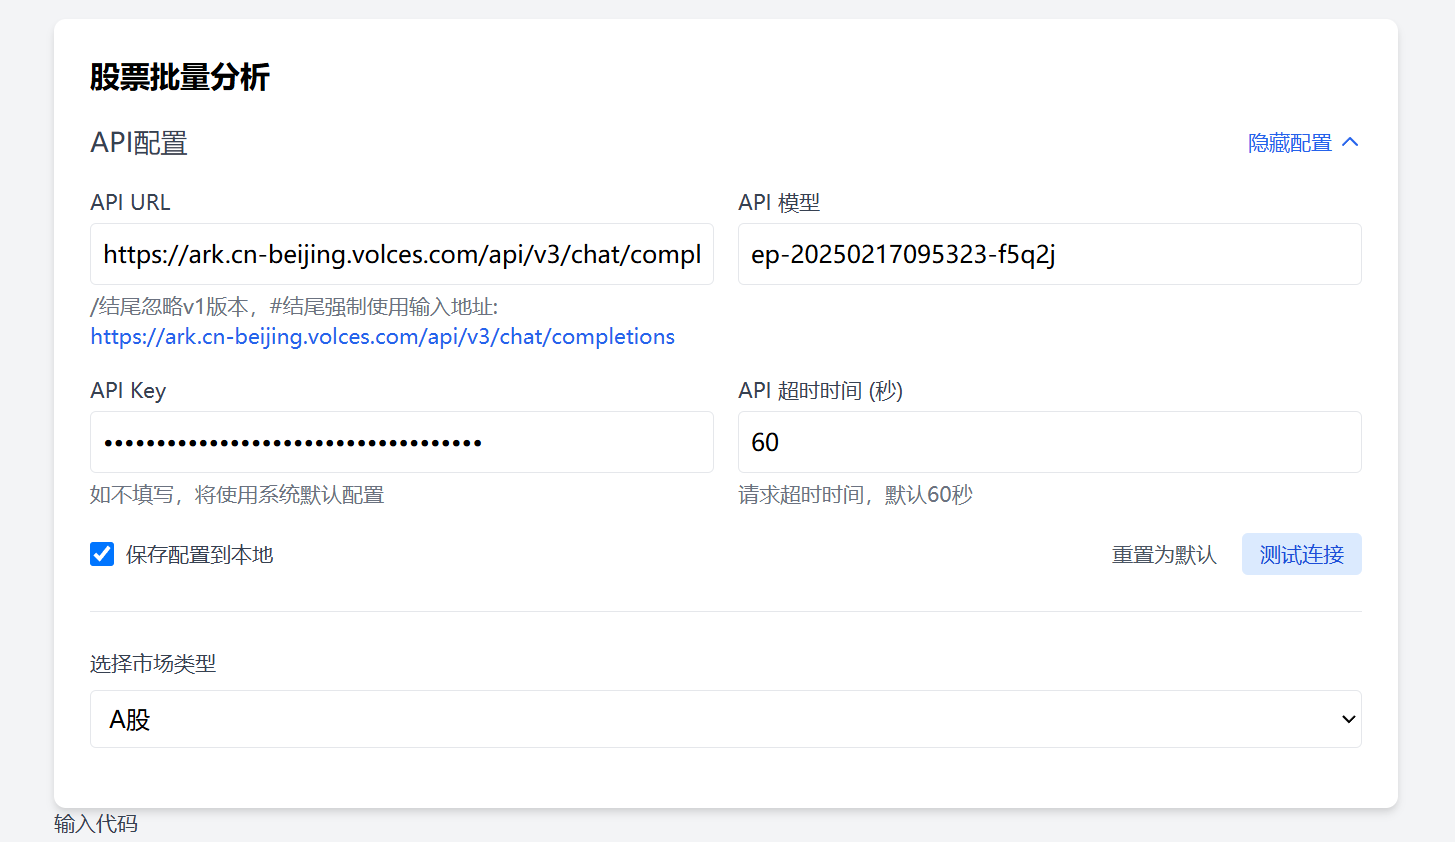 股票批量分析
API配置
隐藏配置
API URL
API 模型
https://ark.cn-beijing.volces.com/api/v3/chat/compl
ep-20250217095323-f5q2j
/结尾忽略v1版本，#结尾强制使用输入地址:
https://ark.cn-beijing.volces.com/api/v3/chat/completions
API Key
API 超时时间 (秒)
••••••••••••••••••••••••••••••••••••
60
如不填写，将使用系统默认配置
请求超时时间，默认60秒
保存配置到本地
重置为默认
测试连接
选择市场类型
A股
输入代码